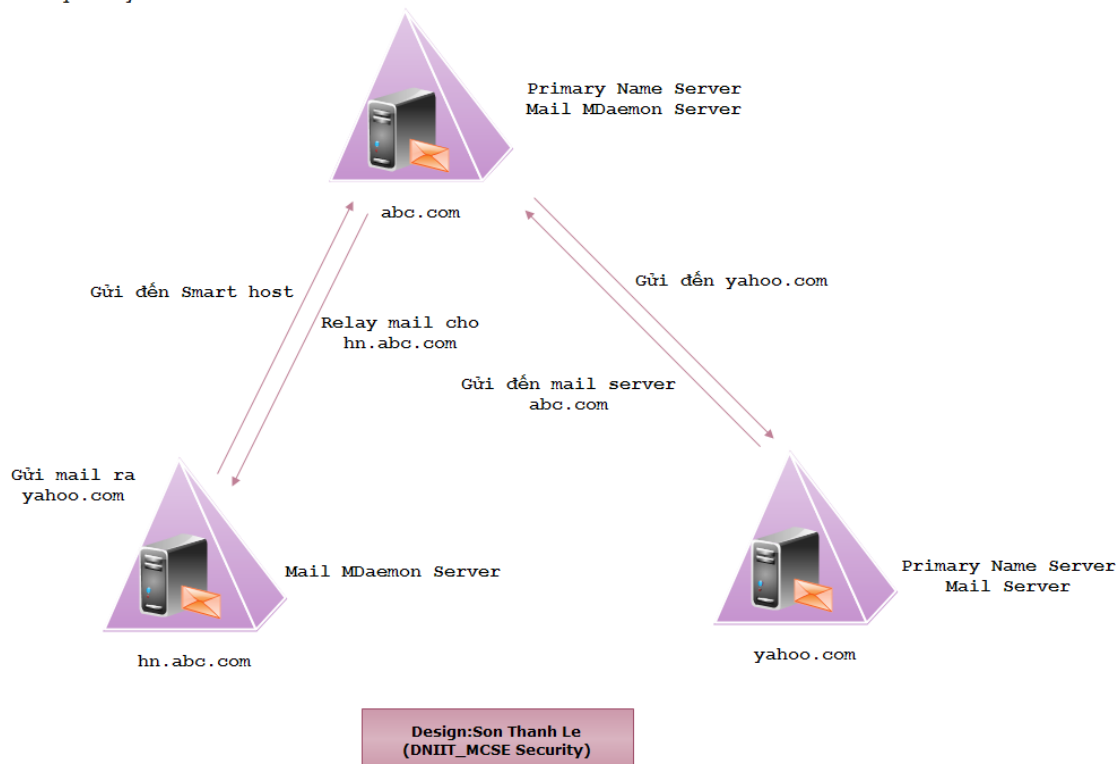 Primary Name Server
Mail MDaemon Server
abc.com
Gửi đến Smart host
Gửi đến yahoo.com
Relay mail cho
hn.abc.com
Gửi đến mail server
abc.com
Gửi mail ra
yahoo.com
Mail MDaemon Server
Primary Name Server
Mail Server
hn.abc.com
yahoo.com
Design:Son Thanh Le
(DNIIT_MCSE Security)